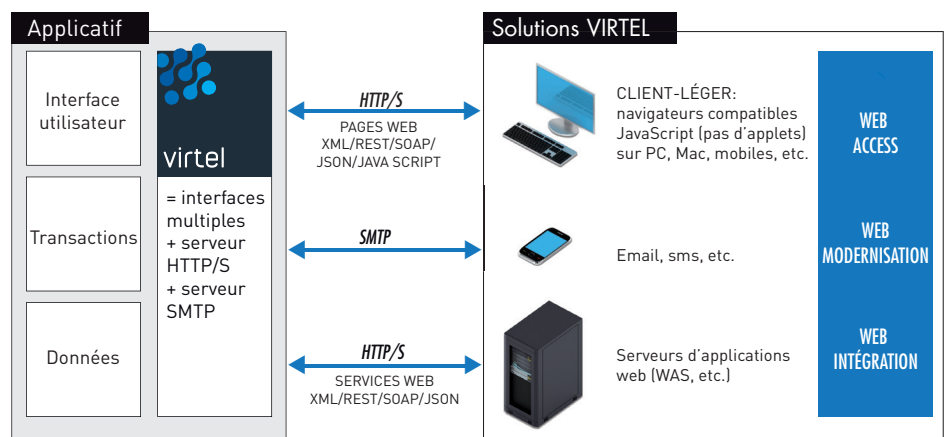 Applicatif
Interface
utilisateur
Transactions
Données
virtel
= interfaces
multiples
+ serveur
HTTP/S
+ serveur
SMTP
HTTP/S
PAGES WEB
XML/REST/SOAP/
JSON/JAVA SCRIPT
SMTP
HTTP/S
SERVICES WEB
XML/REST/SOAP/JSON
Solutions VIRTEL
CLIENT-LÉGER:
navigateurs compatibles
JavaScript (pas d'applets)
sur PC, Mac, mobiles, etc.
Email, sms, etc.
Serveurs d'applications
web (WAS, etc.)
WEB
ACCESS
WEB
MODERNISATION
WEB
INTÉGRATION